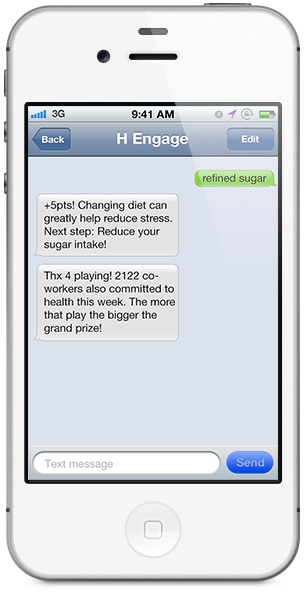 3G 9:41 AM
Back H Engage Edit
refined sugar
+5pts! Changing diet can
greatly help reduce stress.
Next step: Reduce your
sugar intake!
Thx 4 playing! 2122 co-
workers also committed to
health this week. The more
that play the bigger the
grand prize!
Text message Send